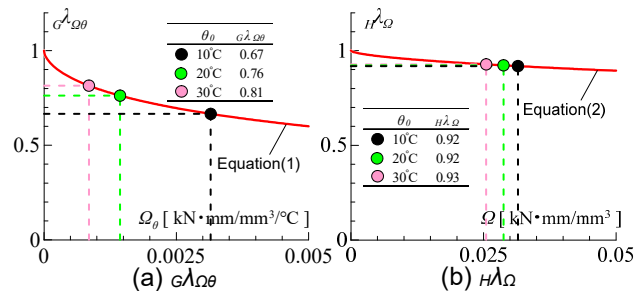 GλΩθ
θ0 GλΩθ
10℃ 0.67
20℃ 0.76
30℃ 0.81
Equation(1)
Ωθ [ kN・mm/mm³/℃ ]
1
0.5
0
0 0.0025 0.005
(a) GλΩθ
HλΩ
θ0 HλΩ
10℃ 0.92
20℃ 0.92
30℃ 0.93
Equation(2)
Ω [ kN・mm/mm³ ]
1
0.5
0
0 0.025 0.05
(b) HλΩ